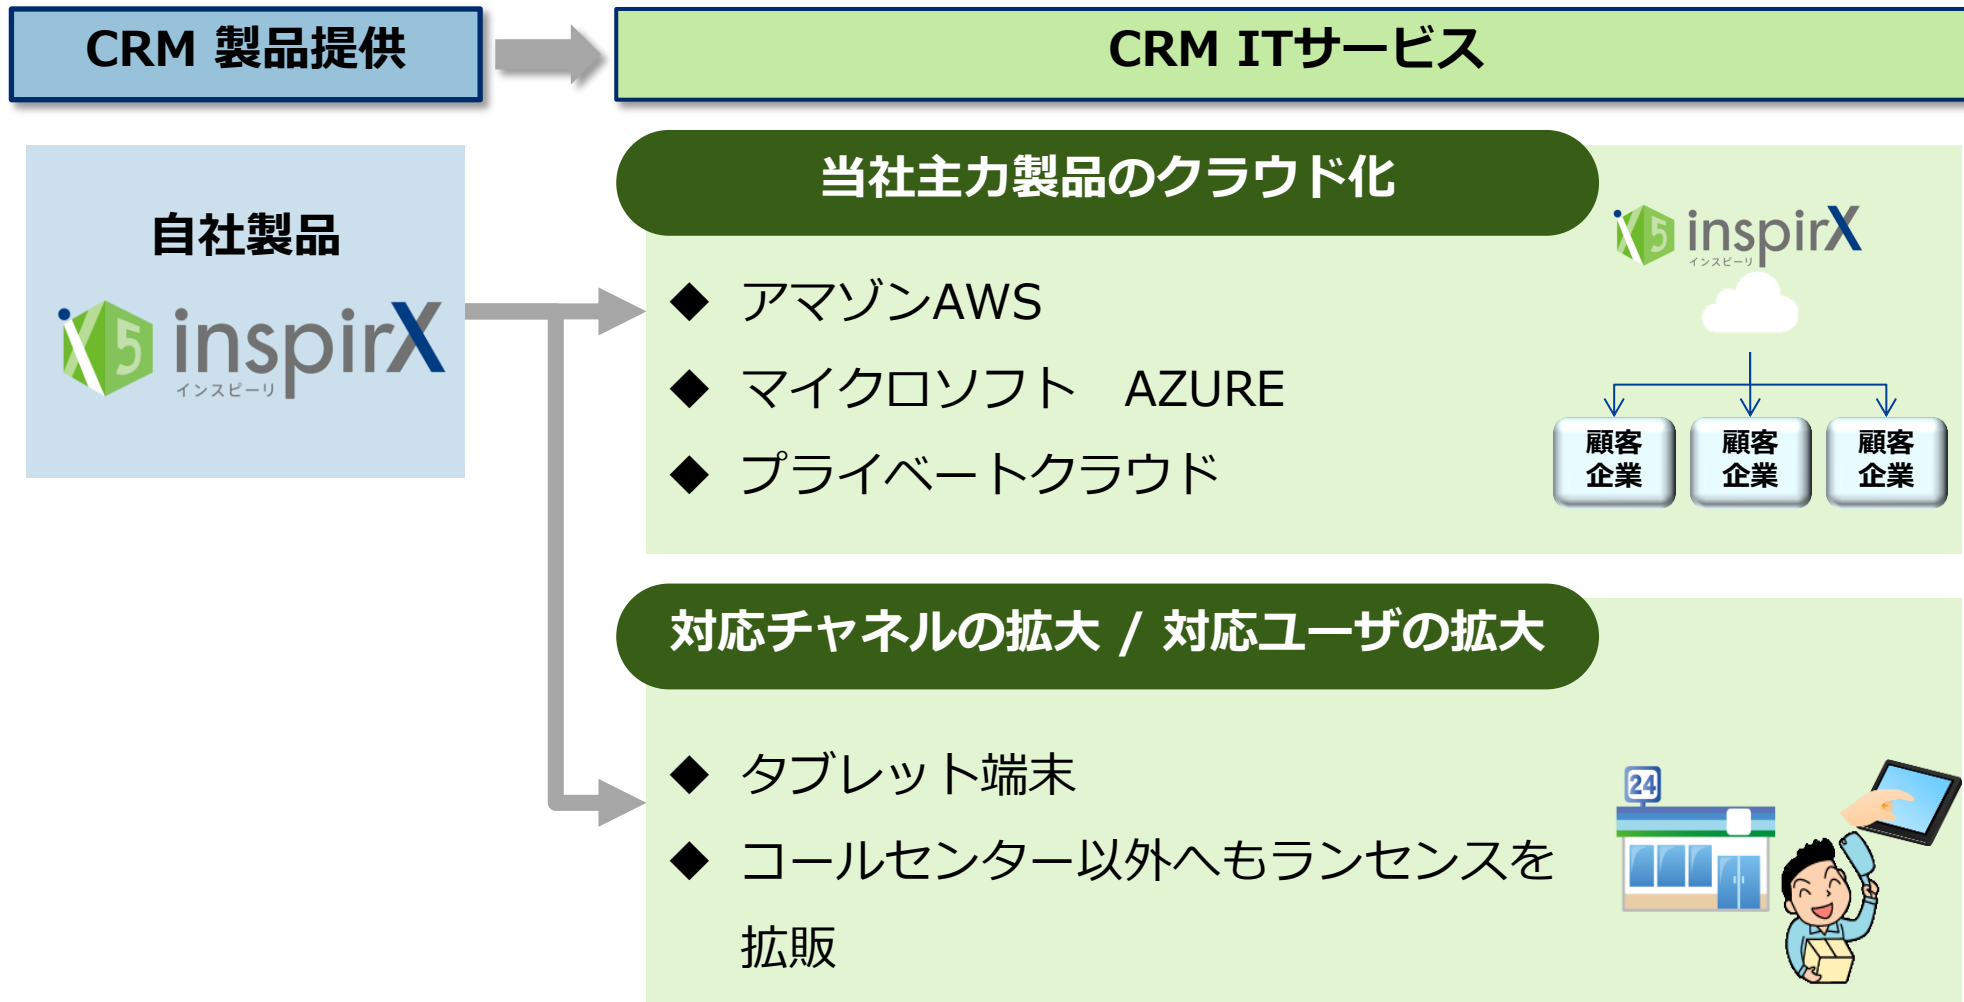 CRM 製品提供
CRM ITサービス
自社製品
5 inspirX
インスピーリ
当社主力製品のクラウド化
◆ アマゾンAWS
◆ マイクロソフト　AZURE
◆ プライベートクラウド
5 inspirX
インスピーリ
顧客
企業
顧客
企業
顧客
企業
対応チャネルの拡大 / 対応ユーザの拡大
◆ タブレット端末
◆ コールセンター以外へもランセンスを
拡販
24